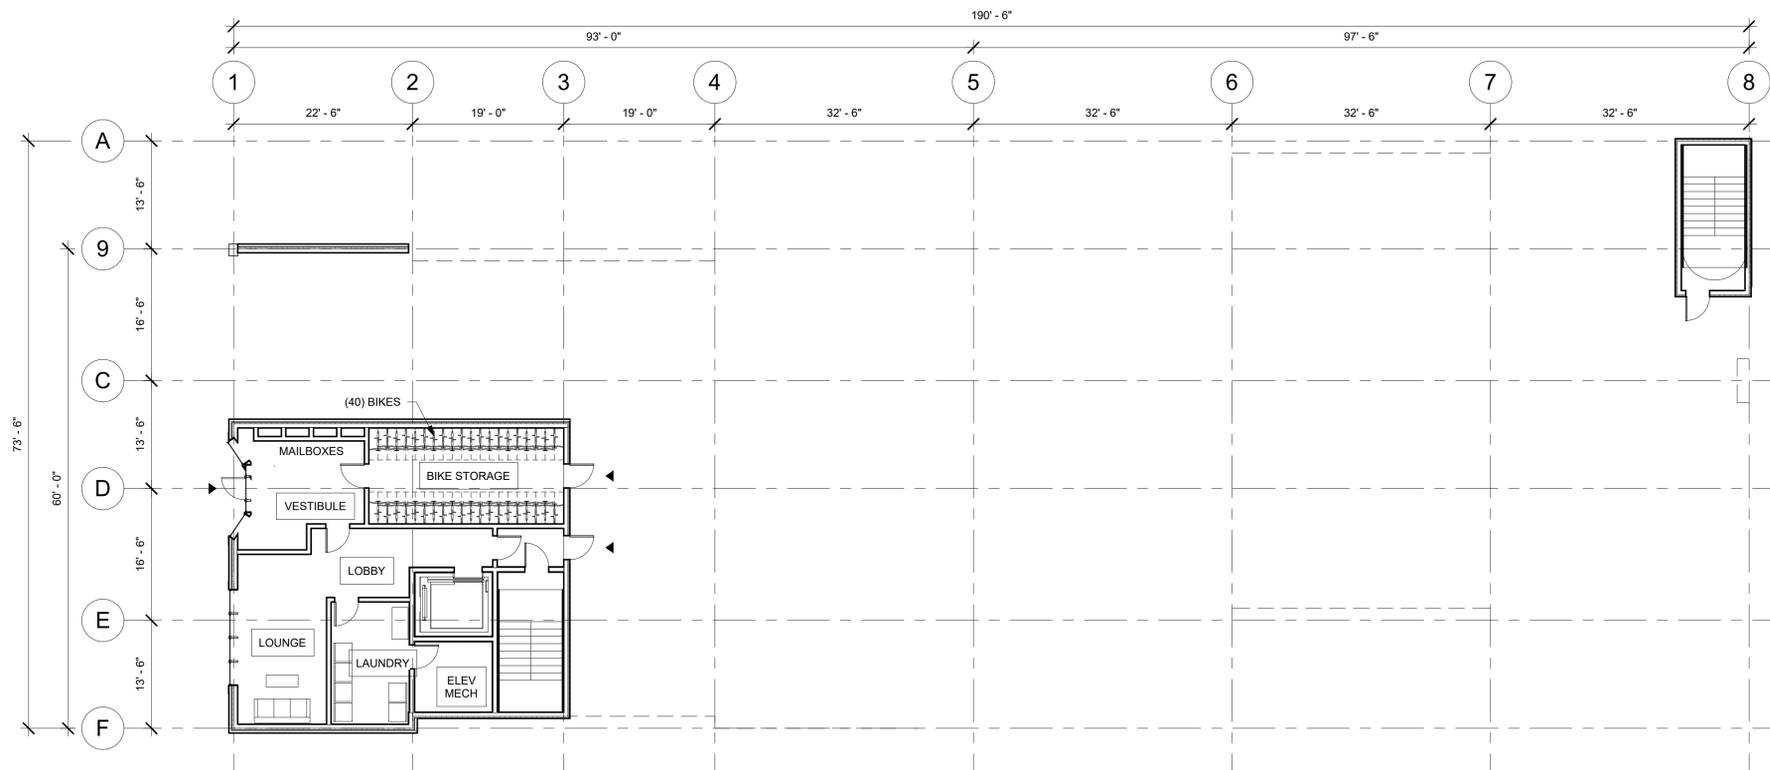 190' - 6"
93' - 0"
97' - 6"
1
2
3
4
5
6
7
8
22' - 6"
19' - 0"
19' - 0"
32' - 6"
32' - 6"
32' - 6"
32' - 6"
A
13' - 6"
9
16' - 6"
C
73' - 6"
(40) BIKES
13' - 6"
MAILBOXES
BIKE STORAGE
60' - 0"
D
VESTIBULE
16' - 6"
LOBBY
E
LOUNGE
LAUNDRY
13' - 6"
ELEV
MECH
F